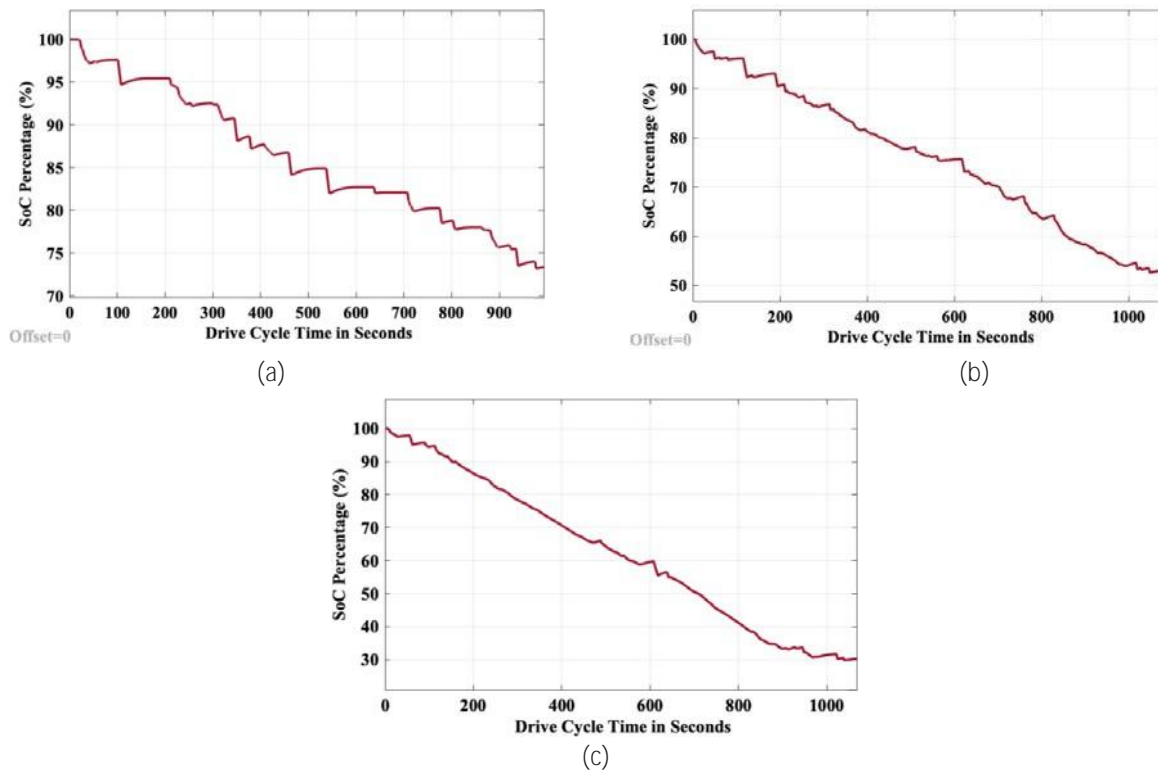 100
95
90
85
80
75
70
SoC Percentage (%)
0 100 200 300 400 500 600 700 800 900
Drive Cycle Time in Seconds
Offset=0
(a)
100
90
80
70
60
50
SoC Percentage (%)
0 200 400 600 800 1000
Drive Cycle Time in Seconds
Offset=0
(b)
100
90
80
70
60
50
40
30
SoC Percentage (%)
0 200 400 600 800 1000
Drive Cycle Time in Seconds
(c)